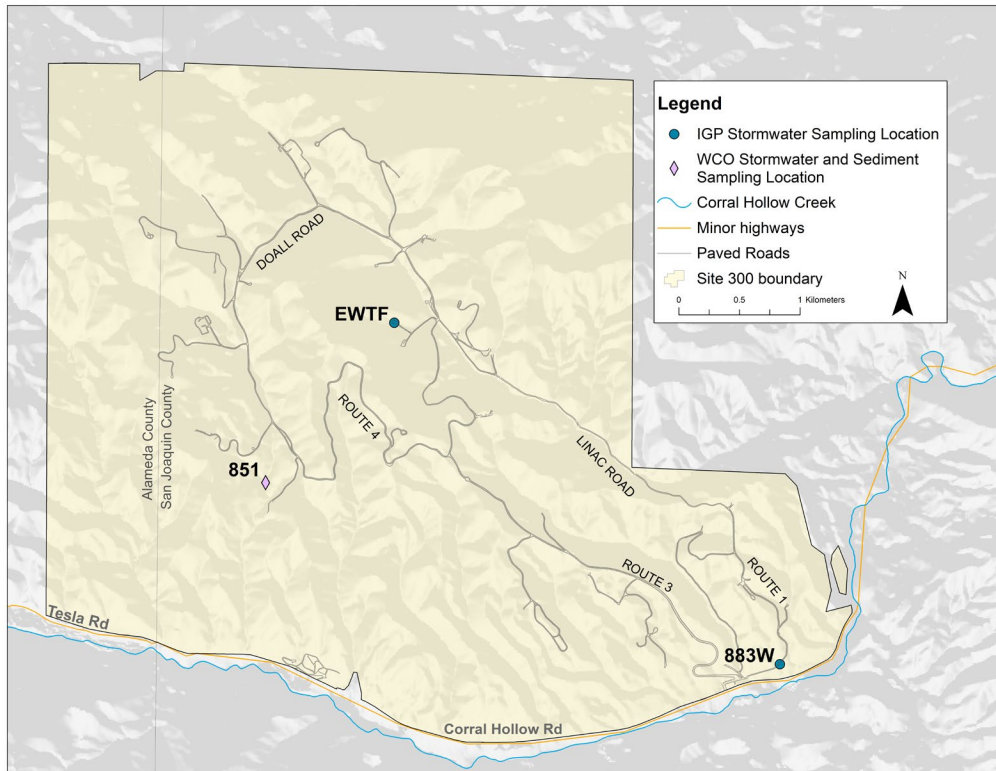 Legend
IGP Stormwater Sampling Location
WCO Stormwater and Sediment
Sampling Location
Corral Hollow Creek
Minor highways
Paved Roads
Site 300 boundary
0 0.5 1 Kilometers
N
DOALL ROAD
EWTF
ROUTE 4
Alameda County
San Joaquin County
851
LINAC ROAD
ROUTE 3
ROUTE 1
Tesla Rd
883W
Corral Hollow Rd